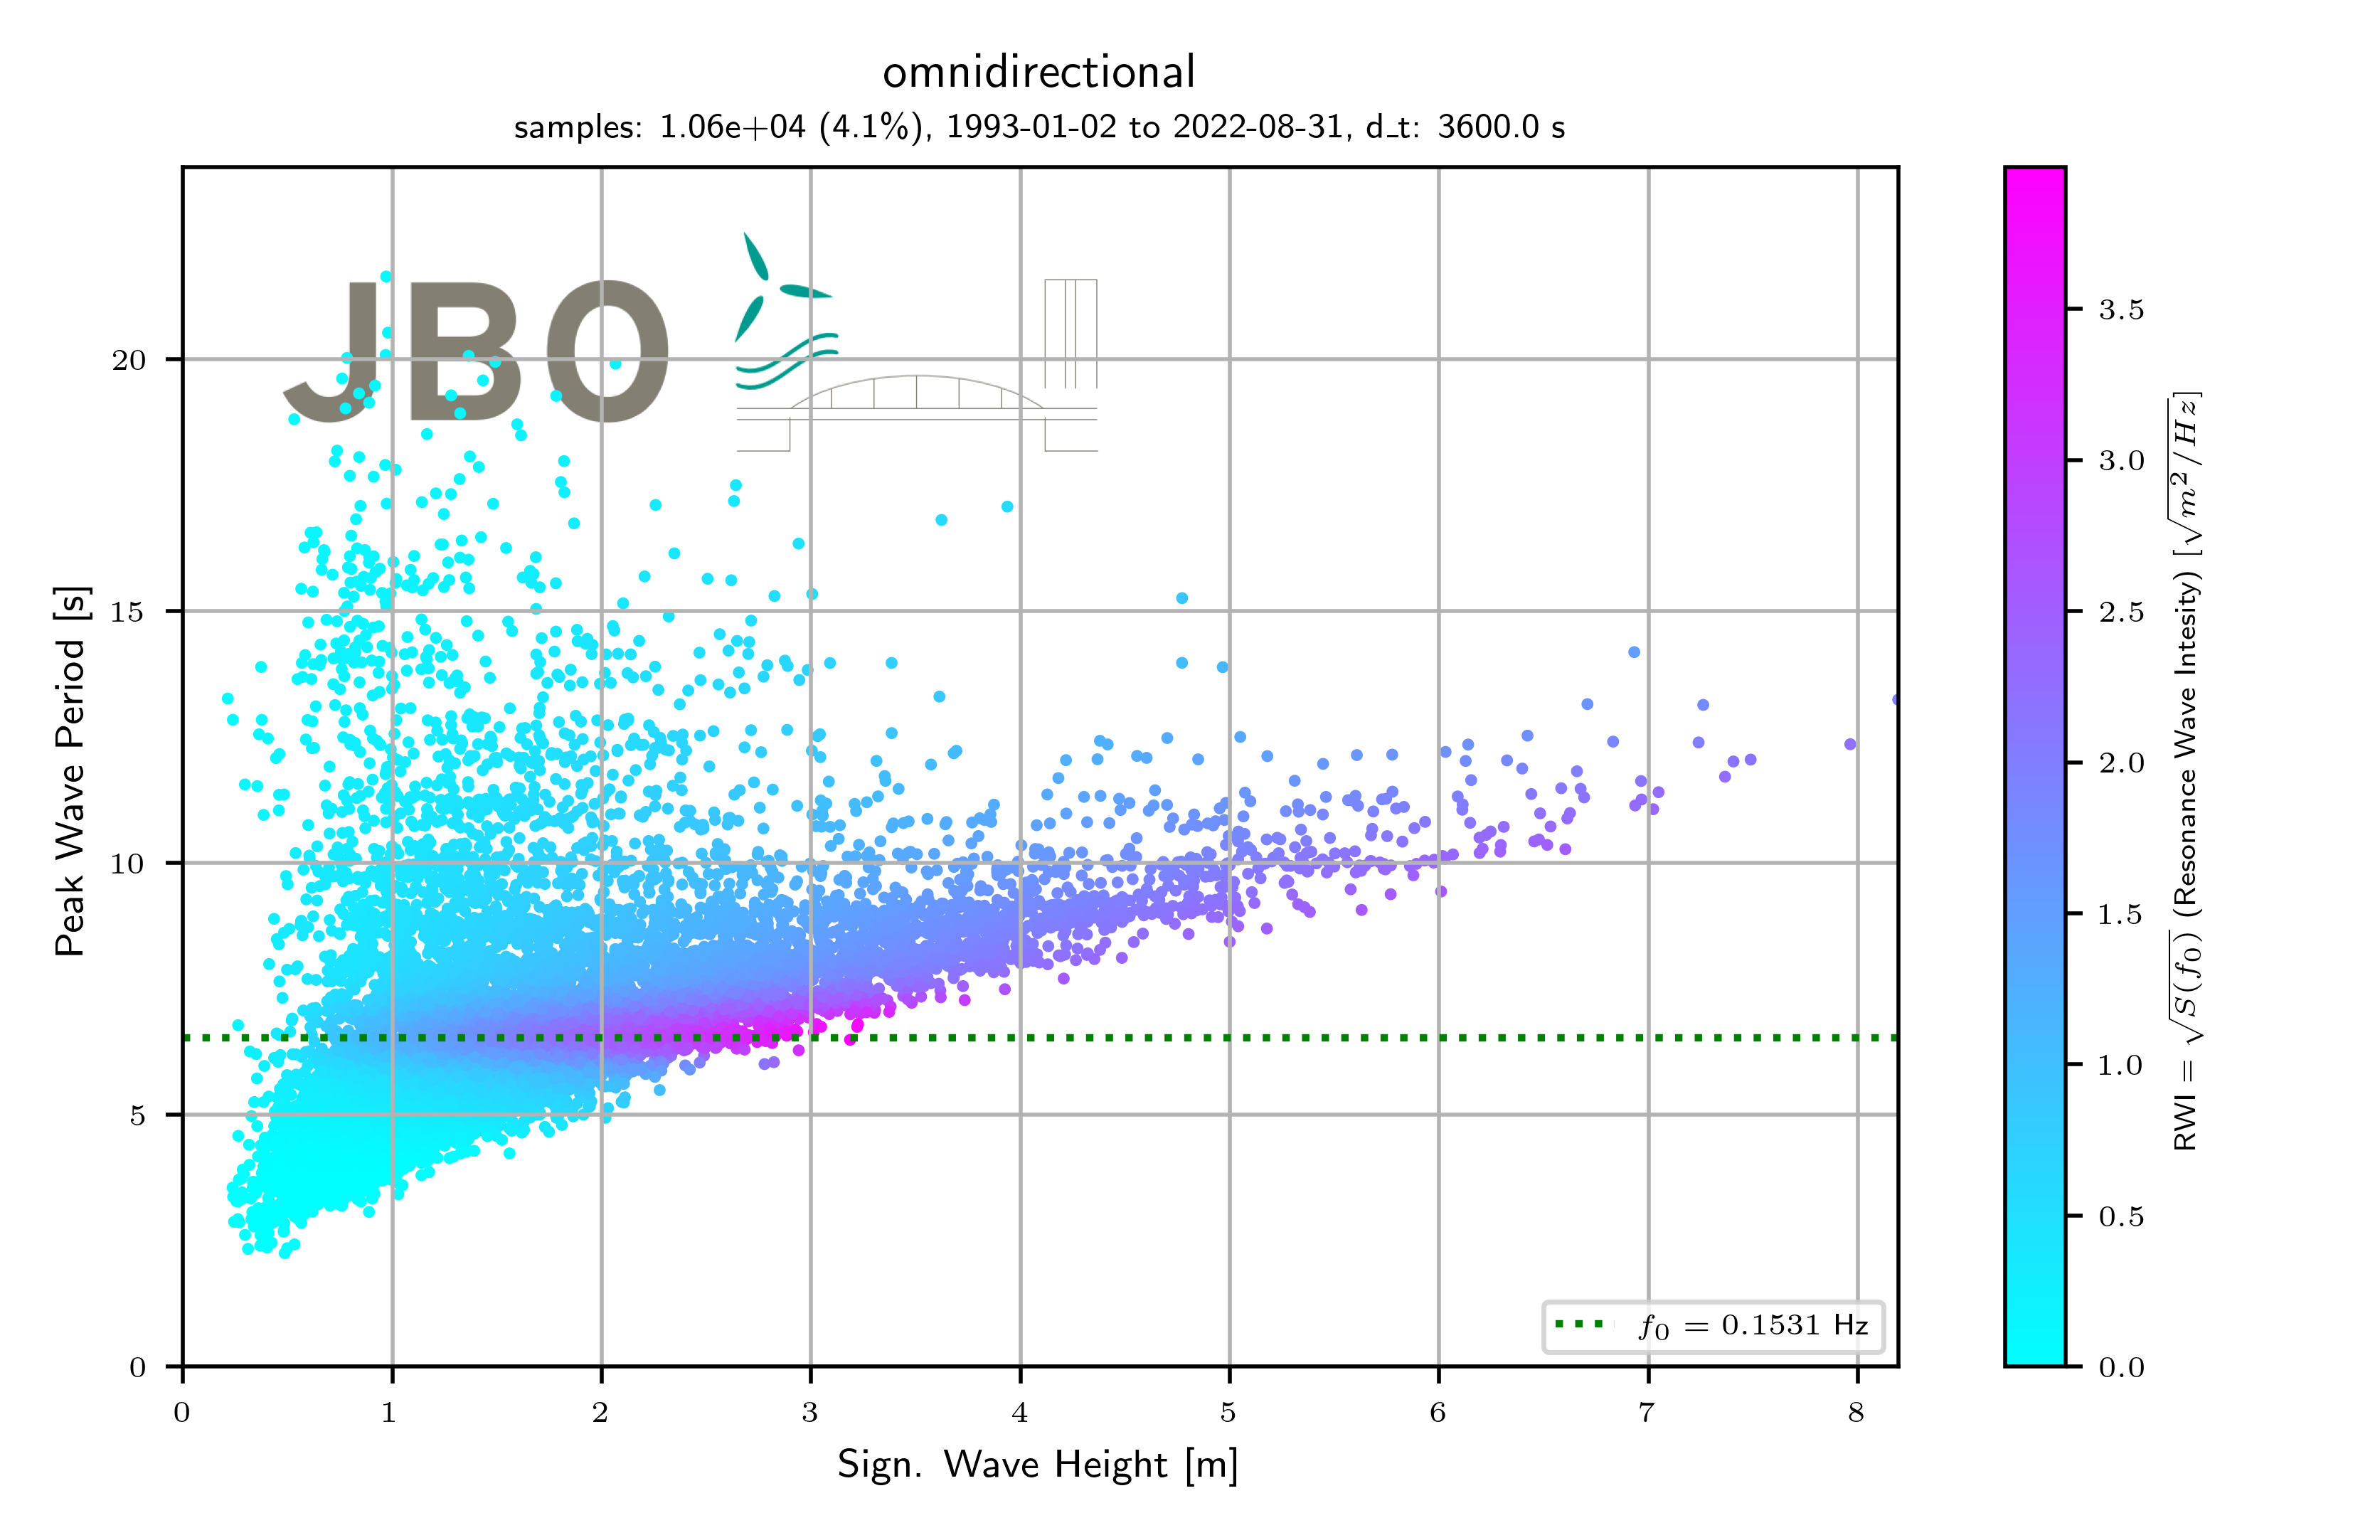 omnidirectional
samples: 1.06e+04 (4.1%), 1993-01-02 to 2022-08-31, d_t: 3600.0 s
JBO
Peak Wave Period [s]
20
15
10
5
0
0 1 2 3 4 5 6 7 8
Sign. Wave Height [m]
f₀ = 0.1531 Hz
3.5
3.0
2.5
2.0
1.5
1.0
0.5
0.0
RWI = √S(f₀) (Resonance Wave Intesity) [√m²/Hz]